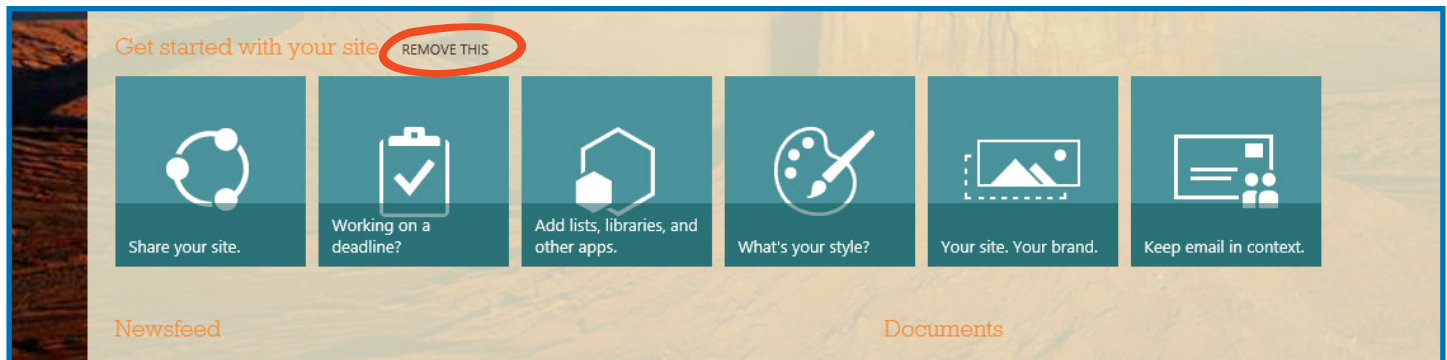 Get started with your site REMOVE THIS
Share your site.
Working on a
deadline?
Add lists, libraries, and
other apps.
What's your style?
Your site. Your brand.
Keep email in context.
Newsfeed
Documents